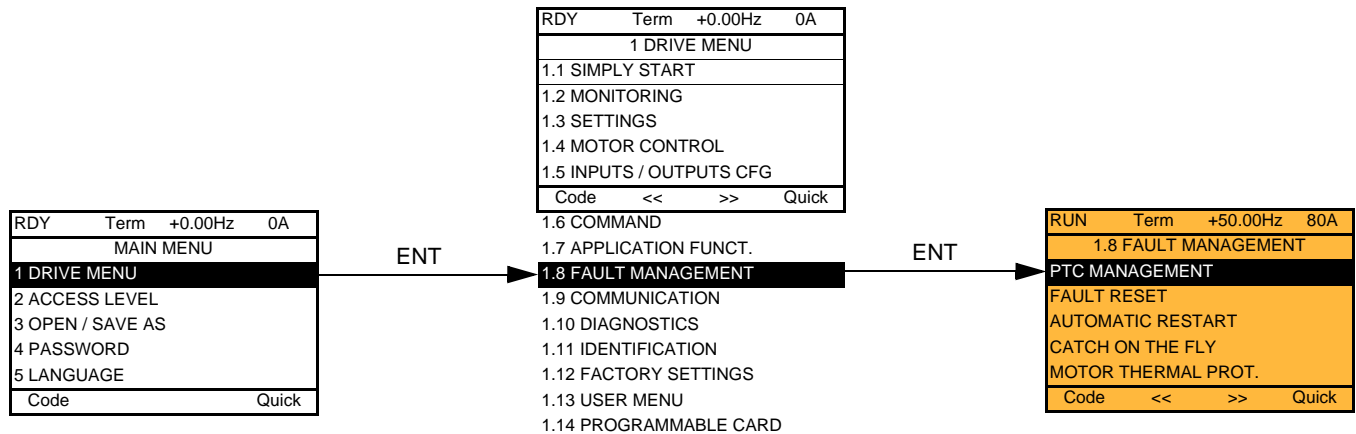 RDY Term +0.00Hz 0A
MAIN MENU
1 DRIVE MENU
2 ACCESS LEVEL
3 OPEN / SAVE AS
4 PASSWORD
5 LANGUAGE
Code Quick
ENT
RDY Term +0.00Hz 0A
1 DRIVE MENU
1.1 SIMPLY START
1.2 MONITORING
1.3 SETTINGS
1.4 MOTOR CONTROL
1.5 INPUTS / OUTPUTS CFG
Code << >> Quick
1.6 COMMAND
1.7 APPLICATION FUNCT.
1.8 FAULT MANAGEMENT
1.9 COMMUNICATION
1.10 DIAGNOSTICS
1.11 IDENTIFICATION
1.12 FACTORY SETTINGS
1.13 USER MENU
1.14 PROGRAMMABLE CARD
ENT
RUN Term +50.00Hz 80A
1.8 FAULT MANAGEMENT
PTC MANAGEMENT
FAULT RESET
AUTOMATIC RESTART
CATCH ON THE FLY
MOTOR THERMAL PROT.
Code << >> Quick